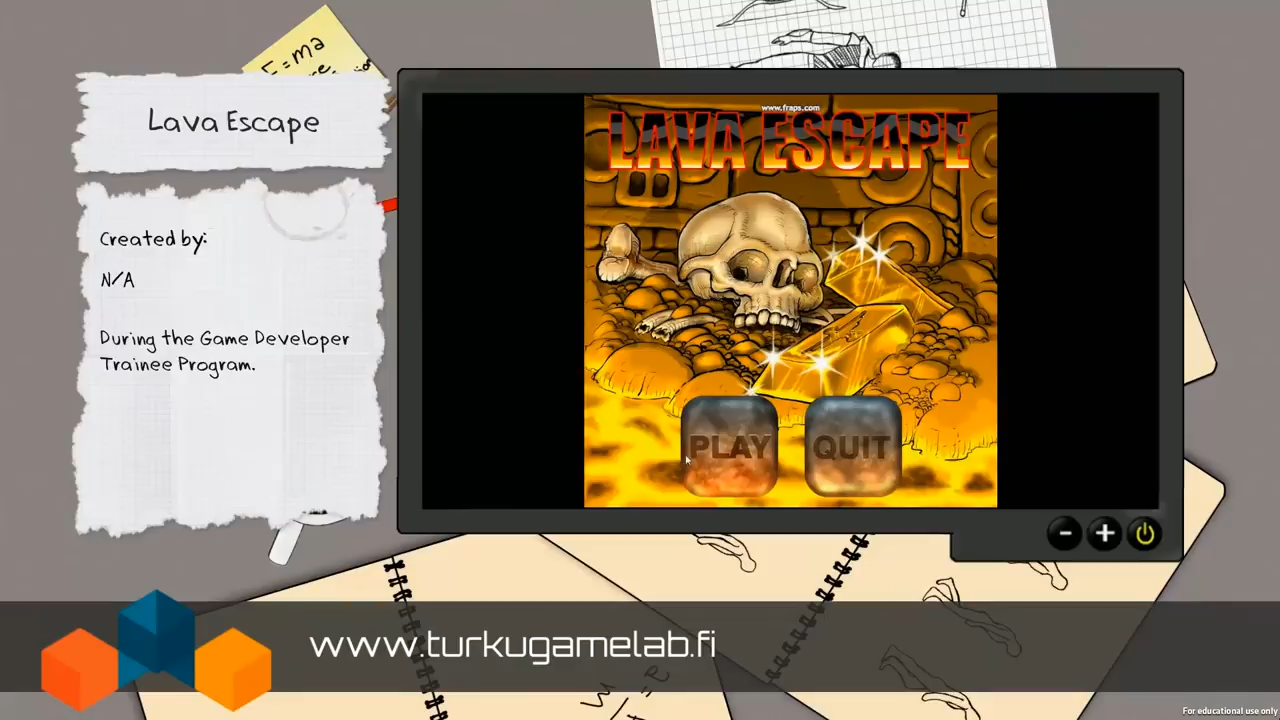 E=ma
Lava Escape
Created by:
N/A
During the Game Developer
Trainee Program.
www.fraps.com
LAVA ESCAPE
PLAY
QUIT
www.turkugamelab.fi
For educational use only